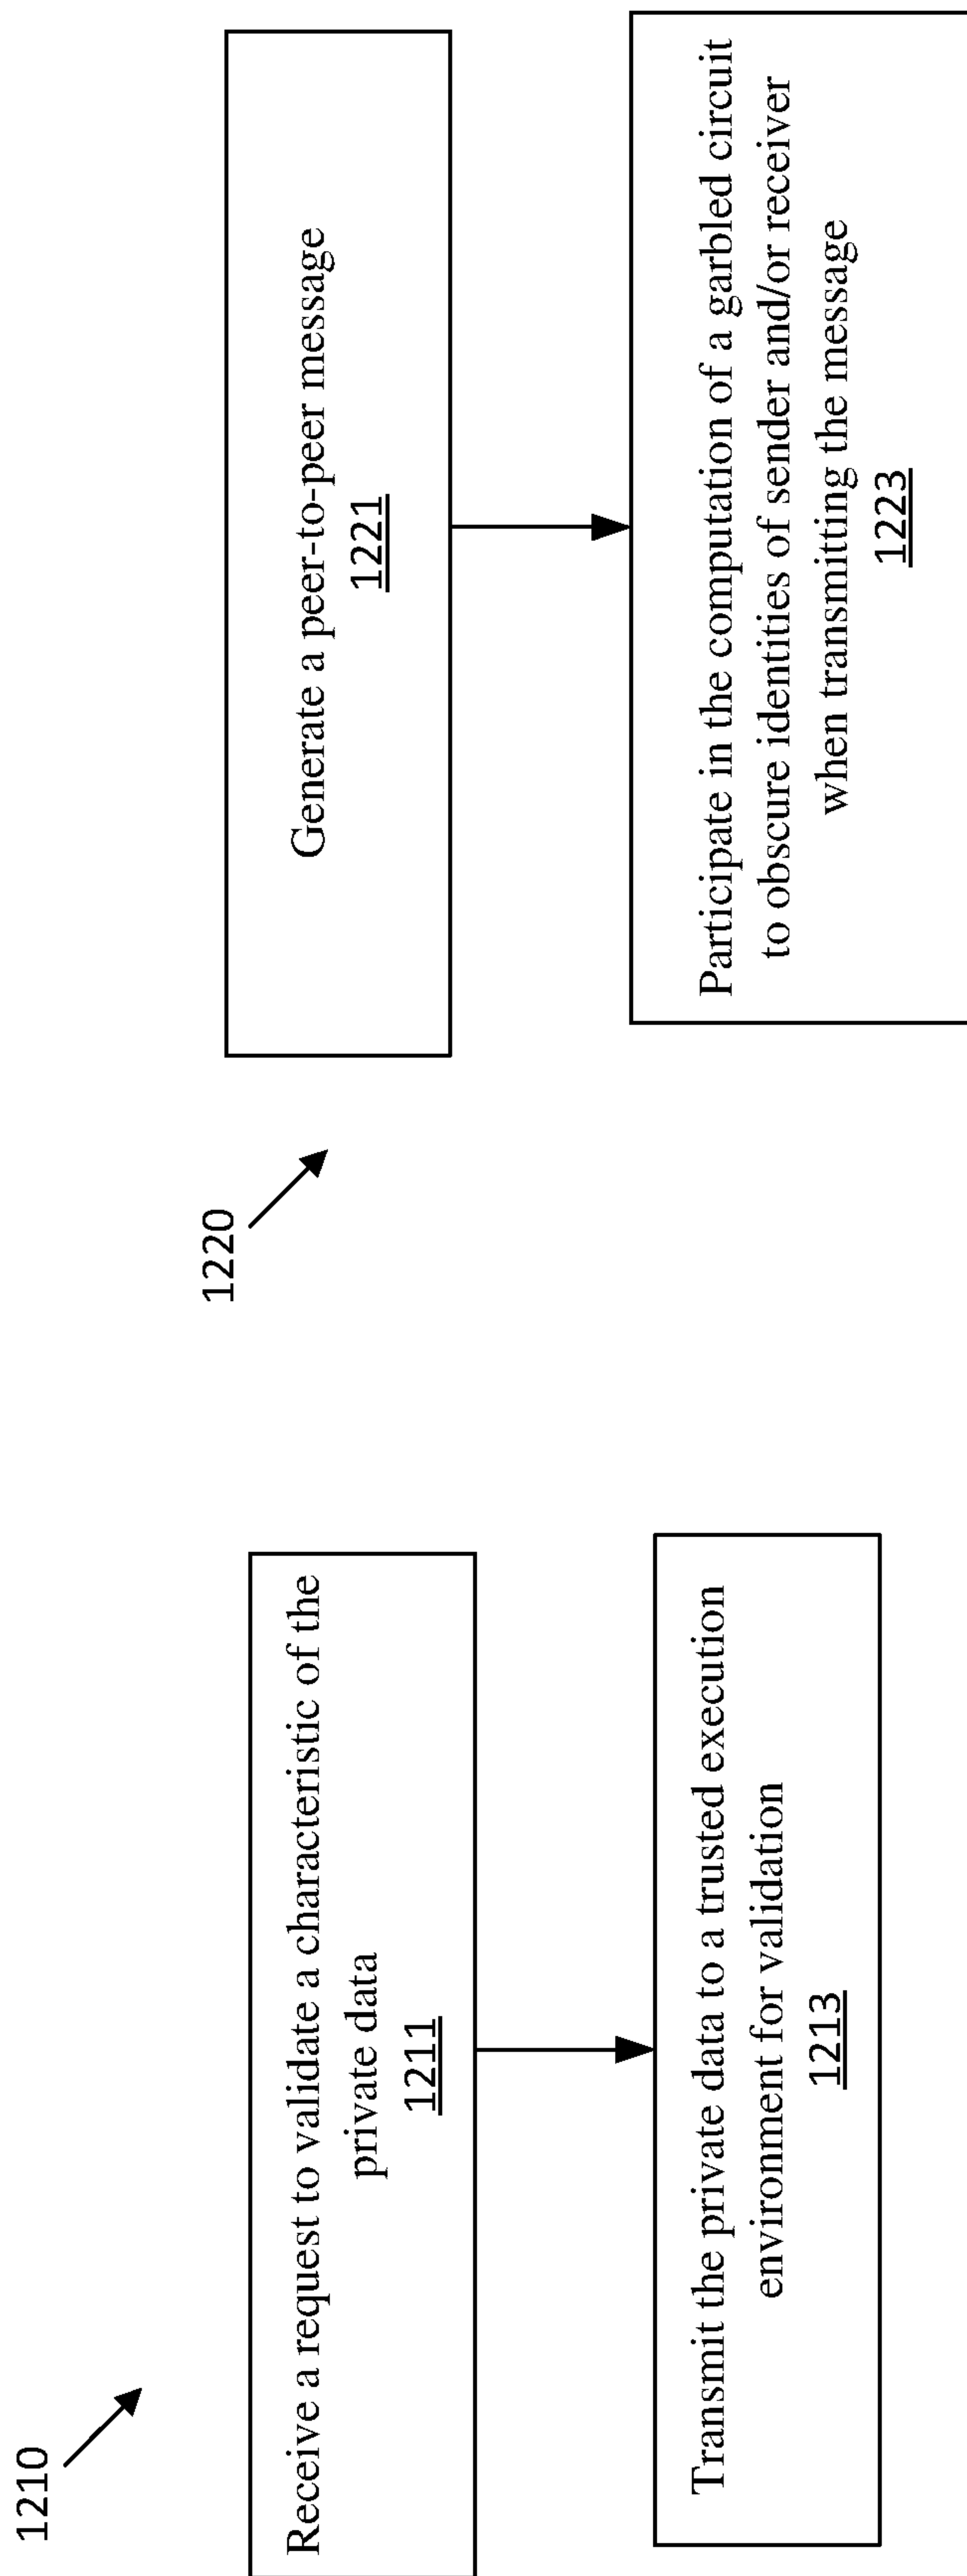 1210
Receive a request to validate a characteristic of the
private data
1211
Transmit the private data to a trusted execution
environment for validation
1213
1220
Generate a peer-to-peer message
1221
Participate in the computation of a garbled circuit
to obscure identities of sender and/or receiver
when transmitting the message
1223